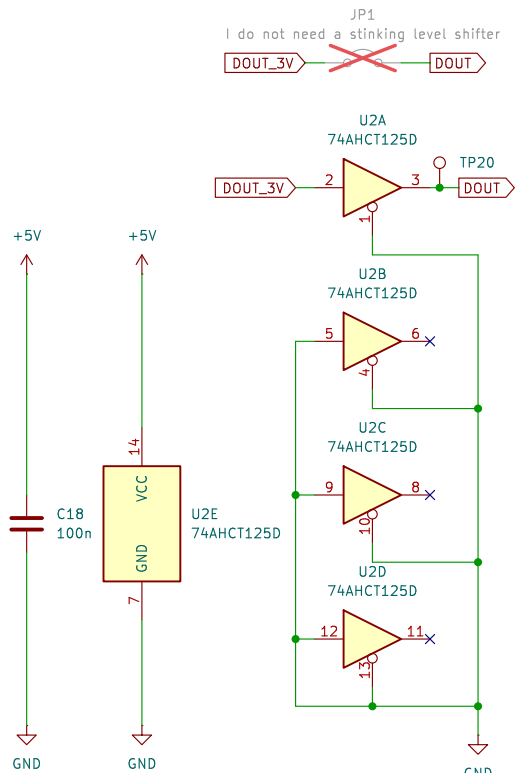 JP1
I do not need a stinking level shifter
DOUT_3V
DOUT
U2A
74AHCT125D
TP20
DOUT_3V
2
3
DOUT
1
+5V
+5V
U2B
74AHCT125D
5
6
4
U2C
74AHCT125D
14
VCC
9
8
C18
100n
U2E
74AHCT125D
10
GND
U2D
74AHCT125D
7
12
11
13
GND
GND
GND